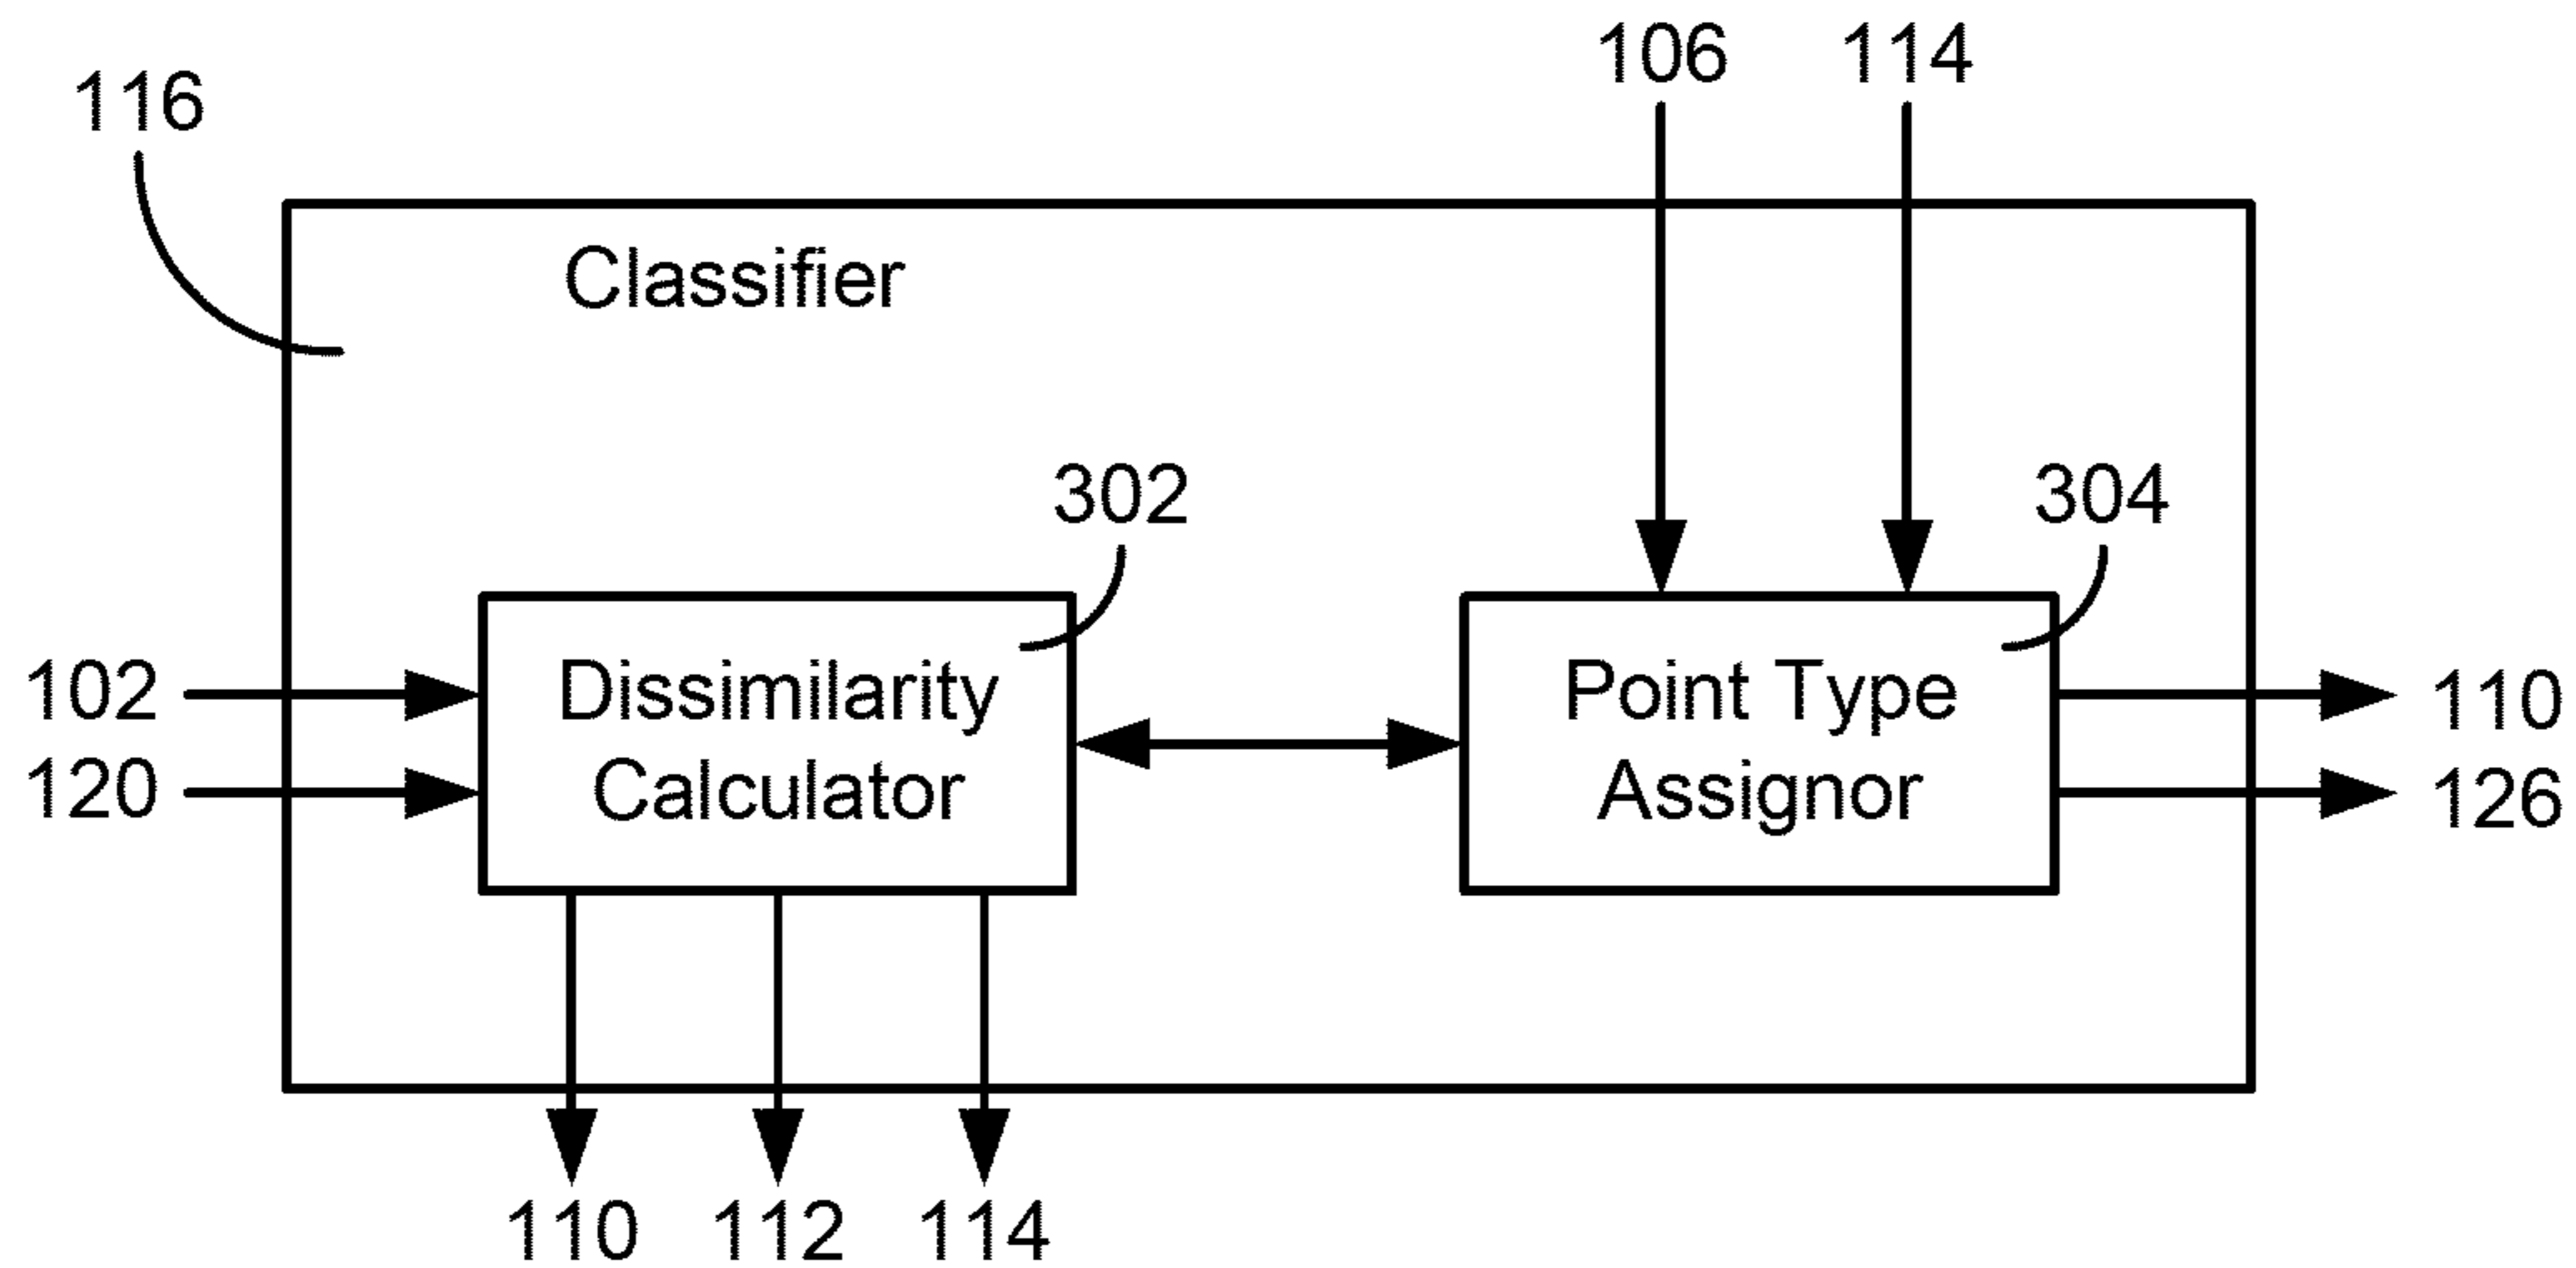 106 114
116
Classifier
302
304
102
120
Dissimilarity
Calculator
Point Type
Assignor
110
126
110 112 114